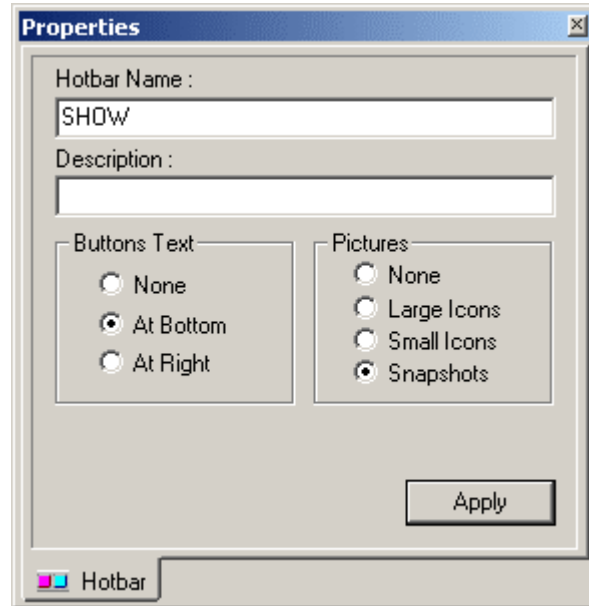 Properties
Hotbar Name :
SHOW
Description :
Buttons Text
None
At Bottom
At Right
Pictures
None
Large Icons
Small Icons
Snapshots
Apply
Hotbar